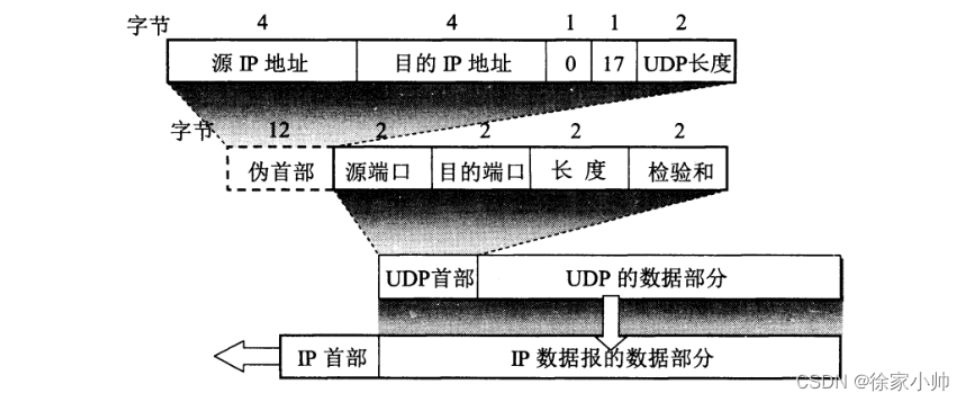 字节 4 4 1 1 2
源 IP 地址 目的 IP 地址 0 17 UDP长度
字节 12 2 2 2 2
伪首部 源端口 目的端口 长 度 检验和
UDP首部 UDP 的数据部分
IP 首部 IP 数据报的数据部分
CSDN @徐家小帅